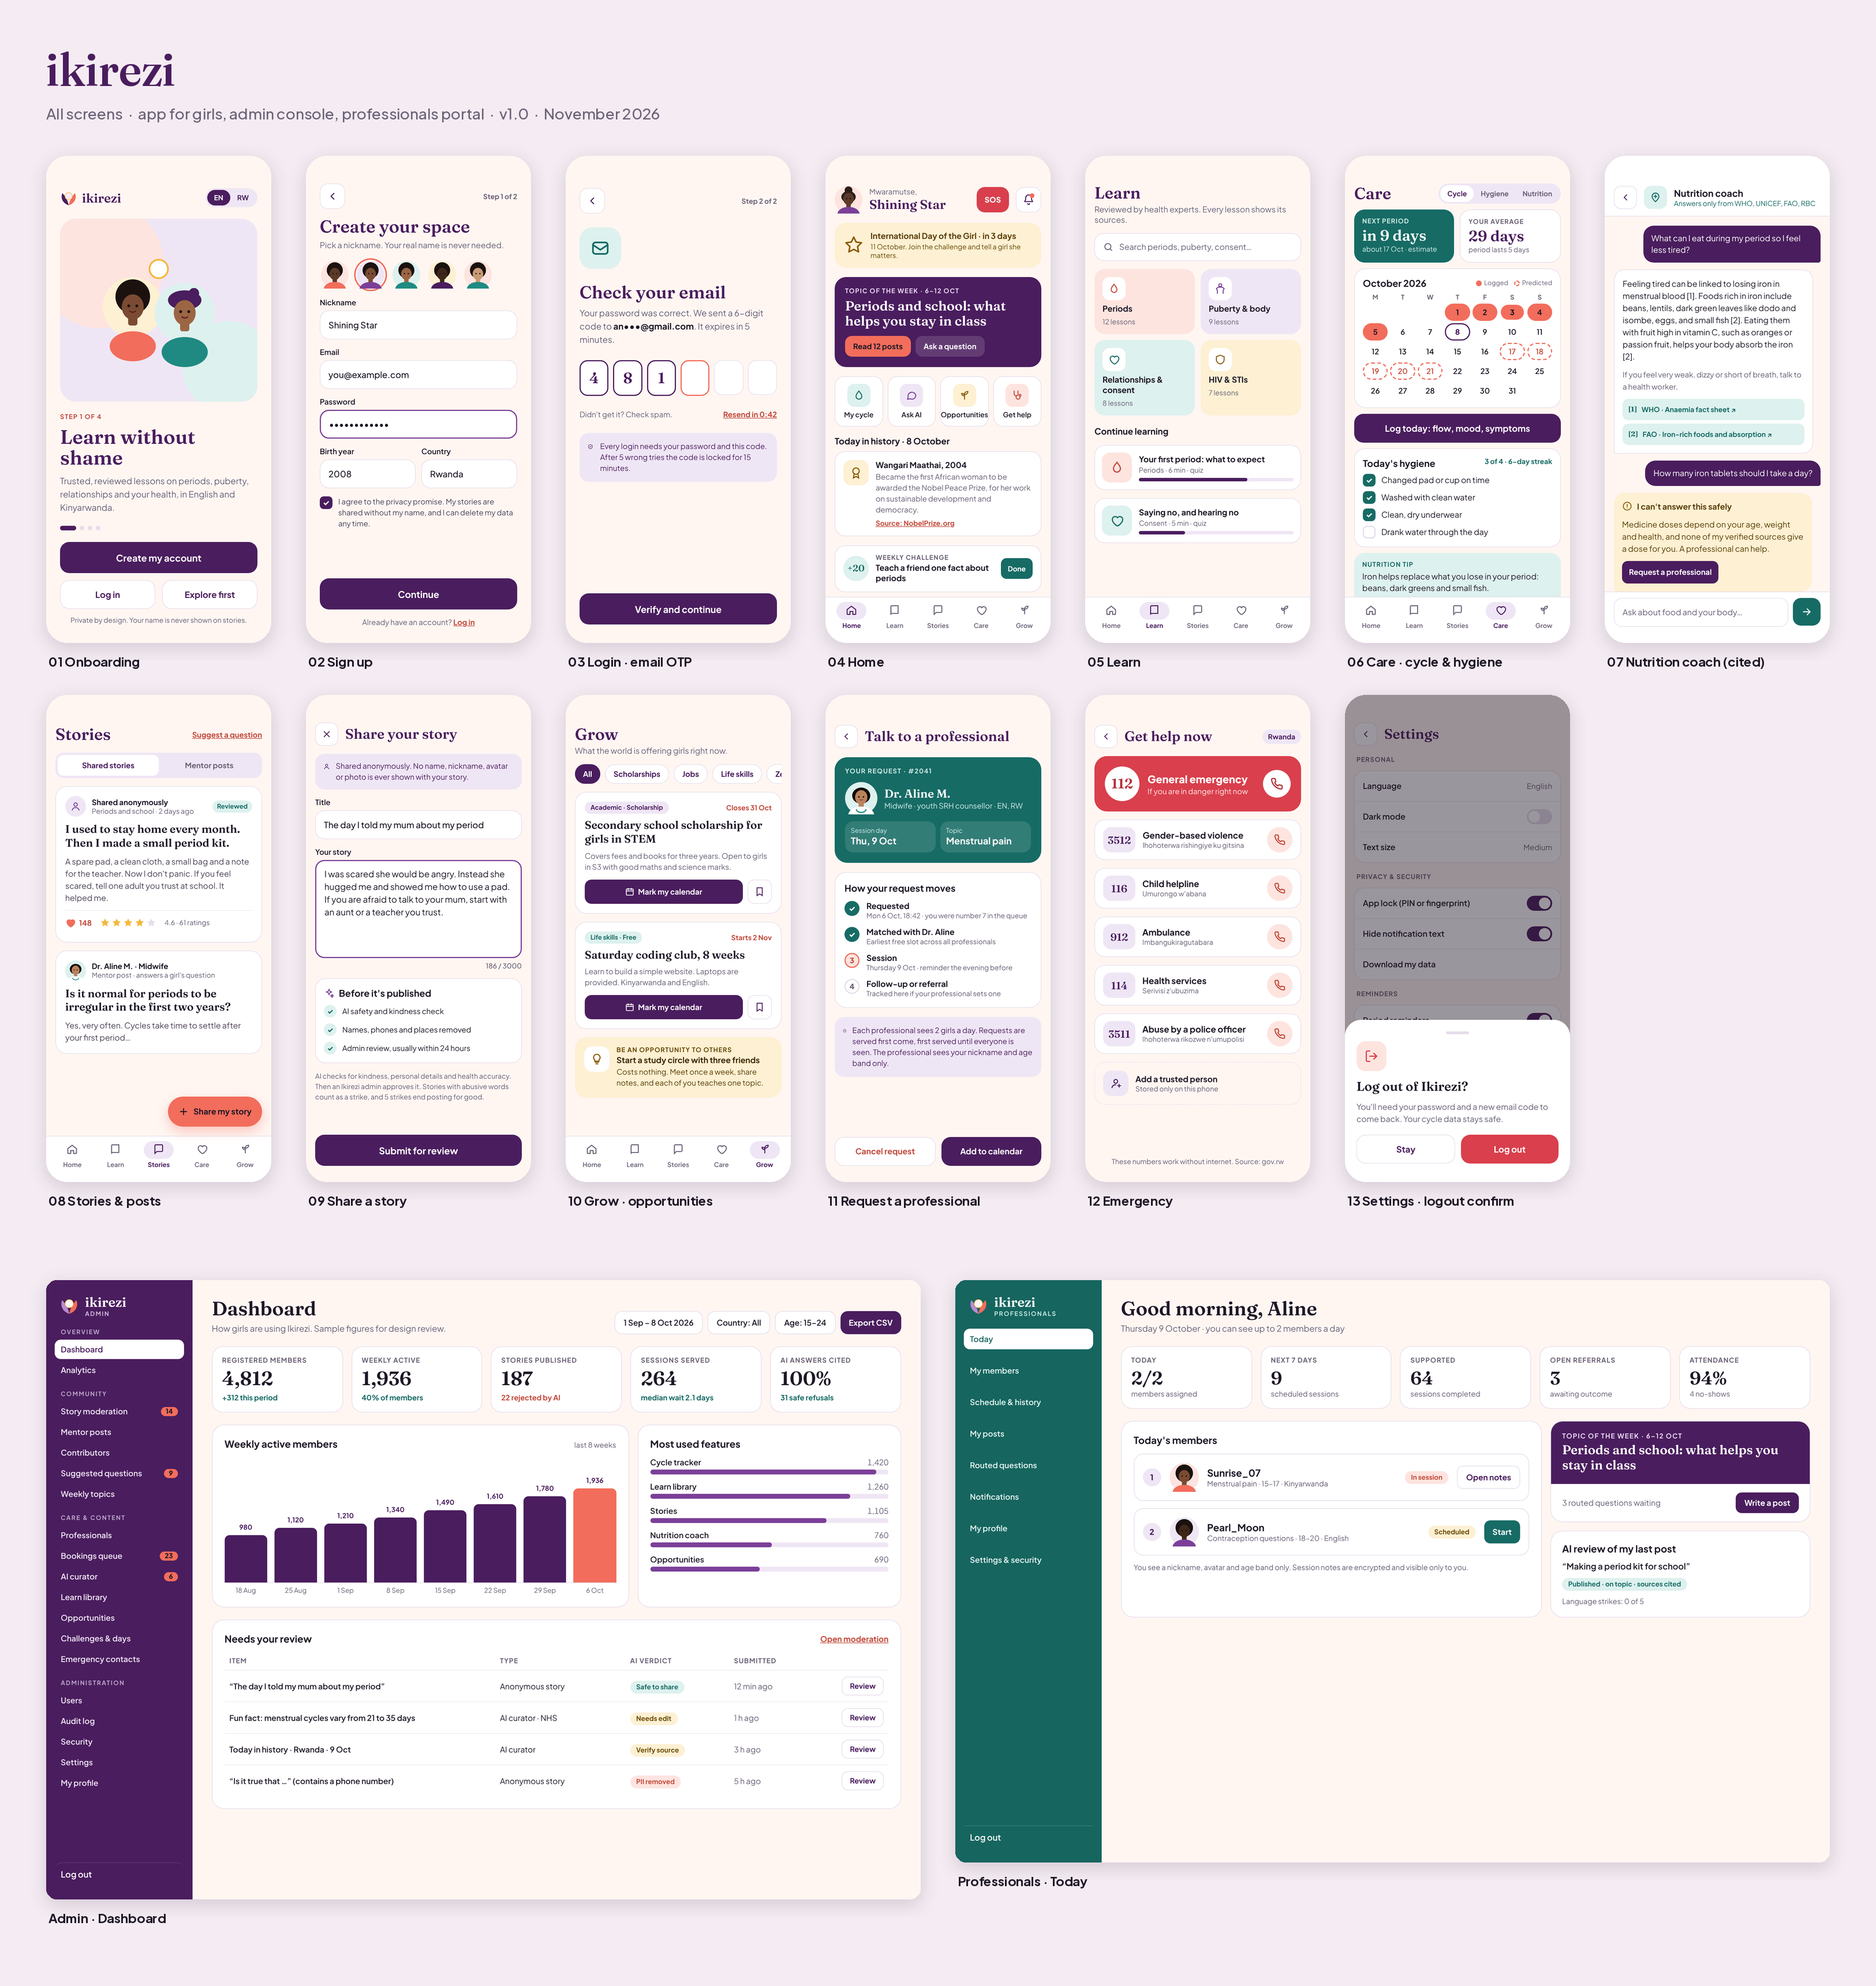 ikirezi
All screens · app for girls, admin console, professionals portal · v1.0 · November 2026
ikirezi
EN RW
STEP 1 OF 4
Learn without
shame
Trusted, reviewed lessons on periods, puberty,
relationships and your health, in English and
Kinyarwanda.
Create my account
Log in Explore first
Private by design. Your name is never shown on stories.
01 Onboarding
Step 1 of 2
Create your space
Pick a nickname. Your real name is never needed.
Nickname
Shining Star
Email
you@example.com
Password
••••••••••••
Birth year Country
2008 Rwanda
I agree to the privacy promise. My stories are
shared without my name, and I can delete my data
any time.
Continue
Already have an account? Log in
02 Sign up
Step 2 of 2
Check your email
Your password was correct. We sent a 6-digit
code to an•••@gmail.com. It expires in 5
minutes.
4 8 1
Didn't get it? Check spam. Resend in 0:42
Every login needs your password and this code.
After 5 wrong tries the code is locked for 15
minutes.
Verify and continue
03 Login · email OTP
Mwaramutse,
Shining Star
SOS
International Day of the Girl · in 3 days
11 October. Join the challenge and tell a girl she
matters.
TOPIC OF THE WEEK · 6–12 OCT
Periods and school: what
helps you stay in class
Read 12 posts Ask a question
My cycle Ask AI Opportunities Get help
Today in history · 8 October
Wangari Maathai, 2004
Became the first African woman to be
awarded the Nobel Peace Prize, for her work
on sustainable development and
democracy.
Source: NobelPrize.org
+20
WEEKLY CHALLENGE
Teach a friend one fact about
periods
Done
Home Learn Stories Care Grow
04 Home
Learn
Reviewed by health experts. Every lesson shows its
sources.
Search periods, puberty, consent…
Periods
12 lessons
Puberty & body
9 lessons
Relationships &
consent
8 lessons
HIV & STIs
7 lessons
Continue learning
Your first period: what to expect
Periods · 6 min · quiz
Saying no, and hearing no
Consent · 5 min · quiz
Home Learn Stories Care Grow
05 Learn
Care
Cycle Hygiene Nutrition
NEXT PERIOD
in 9 days
about 17 Oct · estimate
YOUR AVERAGE
29 days
period lasts 5 days
October 2026
Logged Predicted
M T W T F S S
1 2 3 4
5 6 7 8 9 10 11
12 13 14 15 16 17 18
19 20 21 22 23 24 25
26 27 28 29 30 31
Log today: flow, mood, symptoms
Today's hygiene 3 of 4 · 6-day streak
Changed pad or cup on time
Washed with clean water
Clean, dry underwear
Drank water through the day
NUTRITION TIP
Iron helps replace what you lose in your period:
beans, dark greens and small fish.
Home Learn Stories Care Grow
06 Care · cycle & hygiene
Nutrition coach
Answers only from WHO, UNICEF, FAO, RBC
What can I eat during my period so I feel
less tired?
Feeling tired can be linked to losing iron in
menstrual blood [1]. Foods rich in iron include
beans, lentils, dark green leaves like dodo and
isombe, eggs, and small fish [2]. Eating them
with fruit high in vitamin C, such as oranges or
passion fruit, helps your body absorb the iron
[2].
If you feel very weak, dizzy or short of breath, talk to
a health worker.
[1] WHO · Anaemia fact sheet ↗
[2] FAO · Iron-rich foods and absorption ↗
How many iron tablets should I take a day?
I can't answer this safely
Medicine doses depend on your age, weight
and health, and none of my verified sources give
a dose for you. A professional can help.
Request a professional
Ask about food and your body…
07 Nutrition coach (cited)
Stories
Suggest a question
Shared stories Mentor posts
Shared anonymously
Periods and school · 2 days ago
Reviewed
I used to stay home every month.
Then I made a small period kit.
A spare pad, a clean cloth, a small bag and a note
for the teacher. Now I don't panic. If you feel
scared, tell one adult you trust at school. It
helped me.
148 4.6 · 61 ratings
Dr. Aline M. · Midwife
Mentor post · answers a girl's question
Is it normal for periods to be
irregular in the first two years?
Yes, very often. Cycles take time to settle after
your first period…
+ Share my story
Home Learn Stories Care Grow
08 Stories & posts
Share your story
Shared anonymously. No name, nickname, avatar
or photo is ever shown with your story.
Title
The day I told my mum about my period
Your story
I was scared she would be angry. Instead she
hugged me and showed me how to use a pad.
If you are afraid to talk to your mum, start with
an aunt or a teacher you trust.
186 / 3000
Before it's published
AI safety and kindness check
Names, phones and places removed
Admin review, usually within 24 hours
AI checks for kindness, personal details and health accuracy.
Then an Ikirezi admin approves it. Stories with abusive words
count as a strike, and 5 strikes end posting for good.
Submit for review
09 Share a story
Grow
What the world is offering girls right now.
All Scholarships Jobs Life skills
Academic · Scholarship Closes 31 Oct
Secondary school scholarship for
girls in STEM
Covers fees and books for three years. Open to girls
in S3 with good maths and science marks.
Mark my calendar
Life skills · Free Starts 2 Nov
Saturday coding club, 8 weeks
Learn to build a simple website. Laptops are
provided. Kinyarwanda and English.
Mark my calendar
BE AN OPPORTUNITY TO OTHERS
Start a study circle with three friends
Costs nothing. Meet once a week, share
notes, and each of you teaches one topic.
Home Learn Stories Care Grow
10 Grow · opportunities
Talk to a professional
YOUR REQUEST · #2041
Dr. Aline M.
Midwife · youth SRH counsellor · EN, RW
Session day
Thu, 9 Oct
Topic
Menstrual pain
How your request moves
Requested
Mon 6 Oct, 18:42 · you were number 7 in the queue
Matched with Dr. Aline
Earliest free slot across all professionals
3 Session
Thursday 9 Oct · reminder the evening before
4 Follow-up or referral
Tracked here if your professional sets one
Each professional sees 2 girls a day. Requests are
served first come, first served until everyone is
seen. The professional sees your nickname and age
band only.
Cancel request Add to calendar
11 Request a professional
Get help now
Rwanda
112
General emergency
If you are in danger right now
3512
Gender-based violence
Ihohoterwa rishingiye ku gitsina
116
Child helpline
Umurongo w'abana
912
Ambulance
Imbangukiragutabara
114
Health services
Serivisi z'ubuzima
3511
Abuse by a police officer
Ihohoterwa rikozwe n'umupolisi
Add a trusted person
Stored only on this phone
These numbers work without internet. Source: gov.rw
12 Emergency
Settings
PERSONAL
Language English
Dark mode
Text size Medium
PRIVACY & SECURITY
App lock (PIN or fingerprint)
Hide notification text
Download my data
REMINDERS
Period reminders
Log out of Ikirezi?
You'll need your password and a new email code to
come back. Your cycle data stays safe.
Stay Log out
13 Settings · logout confirm
ikirezi
ADMIN
OVERVIEW
Dashboard
Analytics
COMMUNITY
Story moderation 14
Mentor posts
Contributors
Suggested questions 9
Weekly topics
CARE & CONTENT
Professionals
Bookings queue 23
AI curator 6
Learn library
Opportunities
Challenges & days
Emergency contacts
ADMINISTRATION
Users
Audit log
Security
Settings
My profile
Log out
Dashboard
How girls are using Ikirezi. Sample figures for design review.
1 Sep – 8 Oct 2026 Country: All Age: 15–24 Export CSV
REGISTERED MEMBERS
4,812
+312 this period
WEEKLY ACTIVE
1,936
40% of members
STORIES PUBLISHED
187
22 rejected by AI
SESSIONS SERVED
264
median wait 2.1 days
AI ANSWERS CITED
100%
31 safe refusals
Weekly active members last 8 weeks
980 1,120 1,210 1,340 1,490 1,610 1,780 1,936
18 Aug 25 Aug 1 Sep 8 Sep 15 Sep 22 Sep 29 Sep 6 Oct
Most used features
Cycle tracker 1,420
Learn library 1,260
Stories 1,105
Nutrition coach 760
Opportunities 690
Needs your review Open moderation
ITEM TYPE AI VERDICT SUBMITTED
"The day I told my mum about my period" Anonymous story Safe to share 12 min ago Review
Fun fact: menstrual cycles vary from 21 to 35 days AI curator · NHS Needs edit 1 h ago Review
Today in history · Rwanda · 9 Oct AI curator Verify source 3 h ago Review
"Is it true that …" (contains a phone number) Anonymous story PII removed 5 h ago Review
Admin · Dashboard
ikirezi
PROFESSIONALS
Today
My members
Schedule & history
My posts
Routed questions
Notifications
My profile
Settings & security
Log out
Good morning, Aline
Thursday 9 October · you can see up to 2 members a day
TODAY
2/2
members assigned
NEXT 7 DAYS
9
scheduled sessions
SUPPORTED
64
sessions completed
OPEN REFERRALS
3
awaiting outcome
ATTENDANCE
94%
4 no-shows
Today's members
1 Sunrise_07
Menstrual pain · 15–17 · Kinyarwanda
In session Open notes
2 Pearl_Moon
Contraception questions · 18–20 · English
Scheduled Start
You see a nickname, avatar and age band only. Session notes are encrypted and visible only to you.
TOPIC OF THE WEEK · 6–12 OCT
Periods and school: what helps you
stay in class
3 routed questions waiting Write a post
AI review of my last post
"Making a period kit for school"
Published · on topic · sources cited
Language strikes: 0 of 5
Professionals · Today